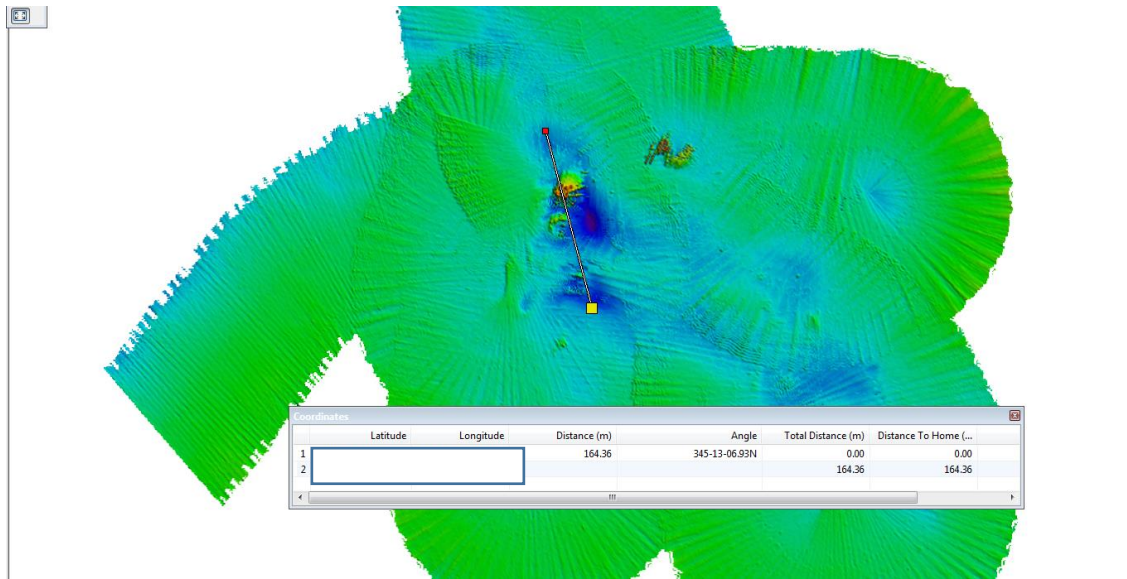 Coordinates
Latitude Longitude Distance (m) Angle Total Distance (m) Distance To Home (...
1 164.36 345-13-06.93N 0.00 0.00
2 164.36 164.36